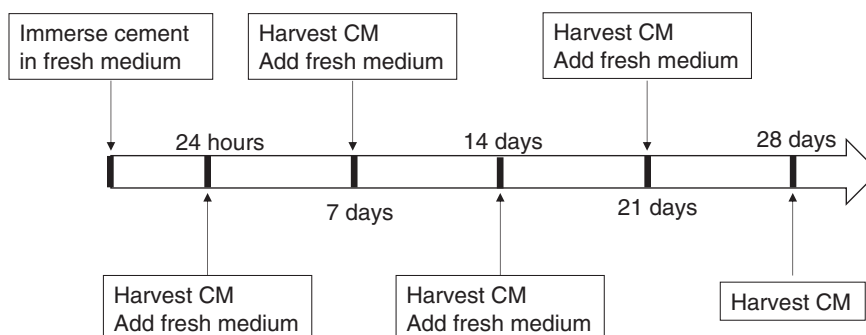 Immerse cement
in fresh medium
Harvest CM
Add fresh medium
Harvest CM
Add fresh medium
24 hours
14 days
28 days
7 days
21 days
Harvest CM
Add fresh medium
Harvest CM
Add fresh medium
Harvest CM